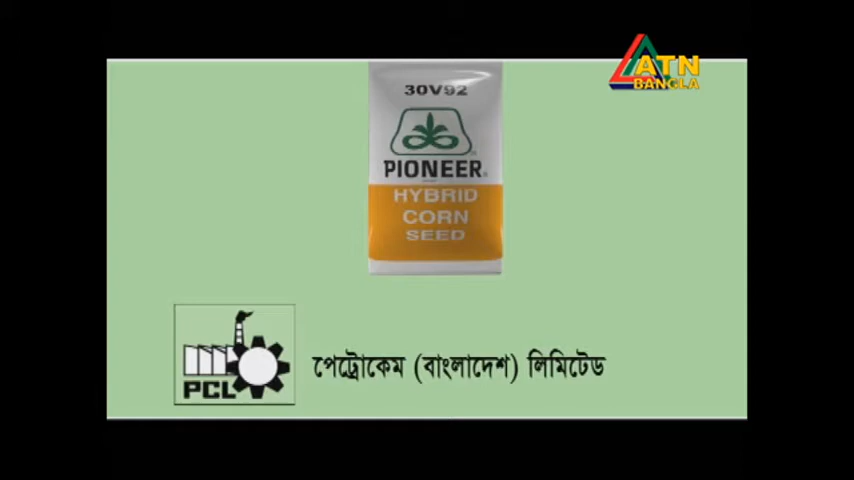 ATN
BANGLA
30V92
PIONEER
HYBRID
CORN
SEED
PCL
পেট্রোকেম (বাংলাদেশ) লিমিটেড